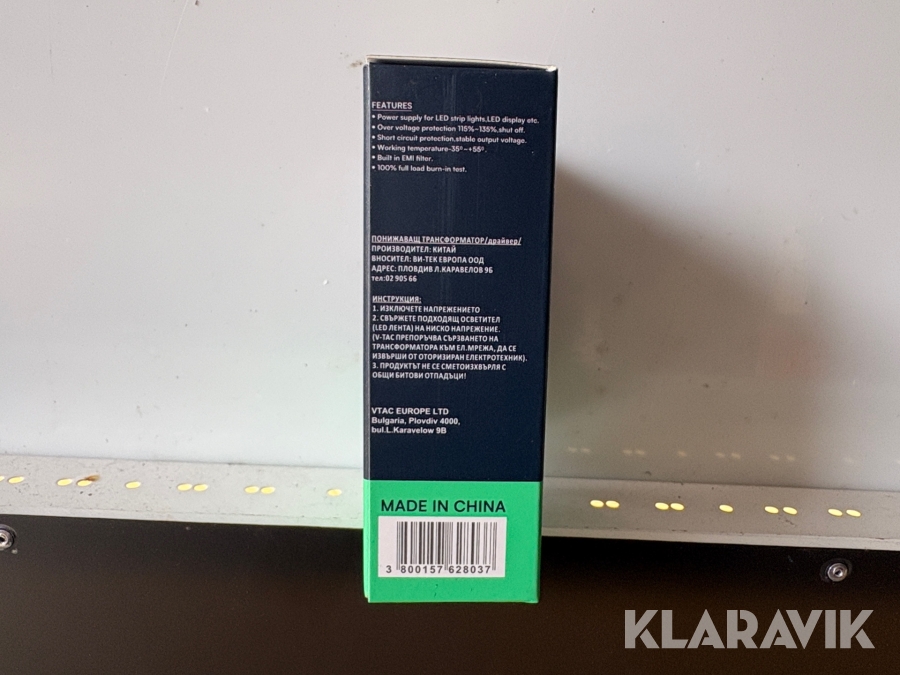 FEATURES
• Power supply for LED strip lights.LED display etc.
• Over voltage protection 115%~135%,shut off.
• Short circuit protection,stable output voltage.
• Working temperature-35°~+55°.
• Built in EMI filter.
• 100% full load burn-in test.
ПОНИЖАВАЩ ТРАНСФОРМАТОР/драйвер/
ПРОИЗВОДИТЕЛ: КИТАЙ
ВНОСИТЕЛ: ВИ-ТЕК ЕВРОПА ООД
АДРЕС: ПЛОВДИВ Л.КАРАВЕЛОВ 9Б
тел:02 905 66
ИНСТРУКЦИЯ:
1. ИЗКЛЮЧЕТЕ НАПРЕЖЕНИЕТО
2. СВЪРЖЕТЕ ПОДХОДЯЩ ОСВЕТИТЕЛ
(LED ЛЕНТА) НА НИСКО НАПРЕЖЕНИЕ.
(V-TAC ПРЕПОРЪЧВА СЪРЗВАНЕТО НА
ТРАНСФОРМАТОРА КЪМ ЕЛ.МРЕЖА, ДА СЕ
ИЗВЪРШИ ОТ ОТОРИЗИРАН ЕЛЕКТРОТЕХНИК).
3. ПРОДУКТЪТ НЕ СЕ СМЕТОИЗХВЪРЛЯ С
ОБЩИ БИТОВИ ОТПАДЪЦИ!
VTAC EUROPE LTD
Bulgaria, Plovdiv 4000,
bul.L.Karavelow 9B
MADE IN CHINA
3 800157 628037
KLARAVIK